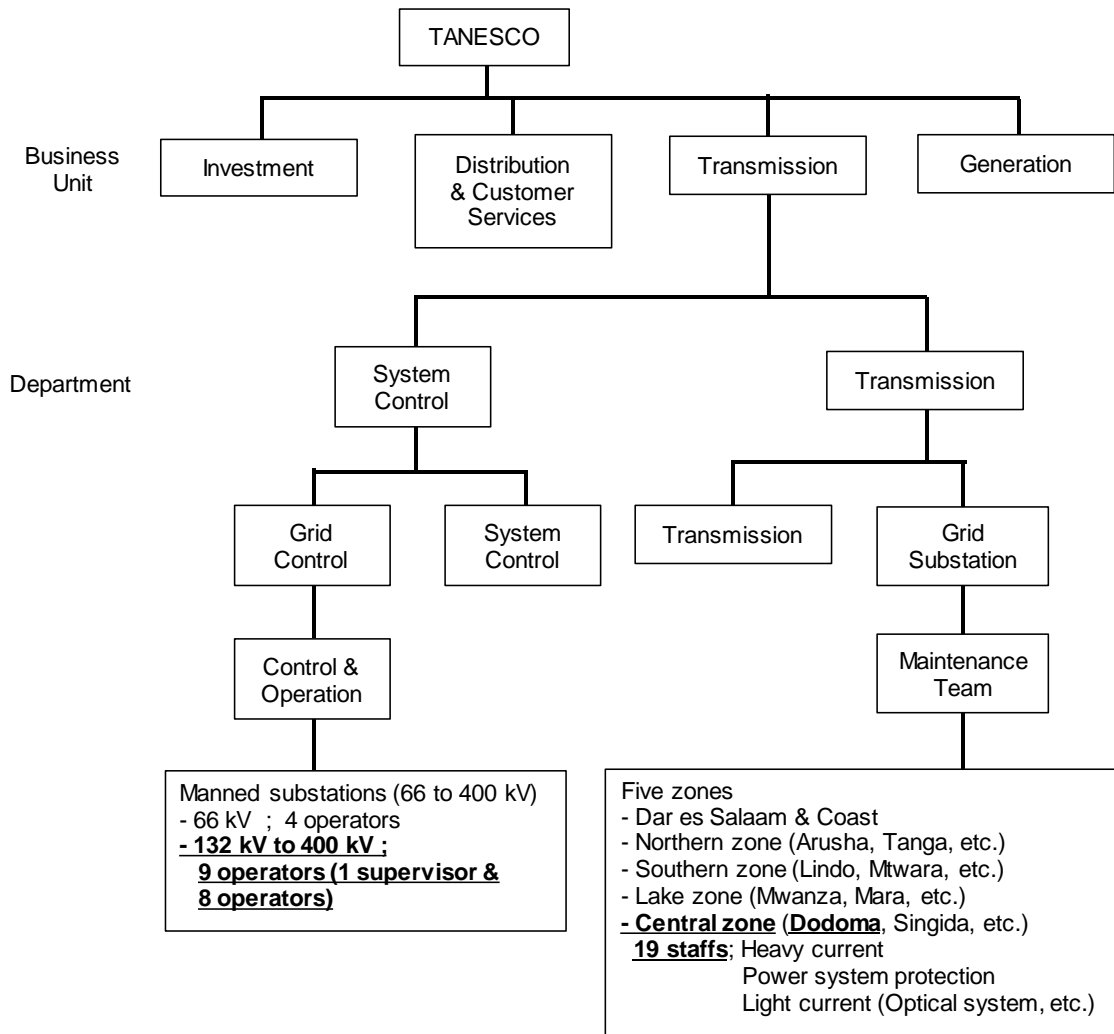 TANESCO
Business
Unit
Investment
Distribution
& Customer
Services
Transmission
Generation
Department
System
Control
Transmission
Grid
Control
System
Control
Transmission
Grid
Substation
Control &
Operation
Maintenance
Team
Manned substations (66 to 400 kV)
- 66 kV ; 4 operators
- 132 kV to 400 kV ;
9 operators (1 supervisor &
8 operators)
Five zones
- Dar es Salaam & Coast
- Northern zone (Arusha, Tanga, etc.)
- Southern zone (Lindo, Mtwara, etc.)
- Lake zone (Mwanza, Mara, etc.)
- Central zone (Dodoma, Singida, etc.)
19 staffs; Heavy current
Power system protection
Light current (Optical system, etc.)